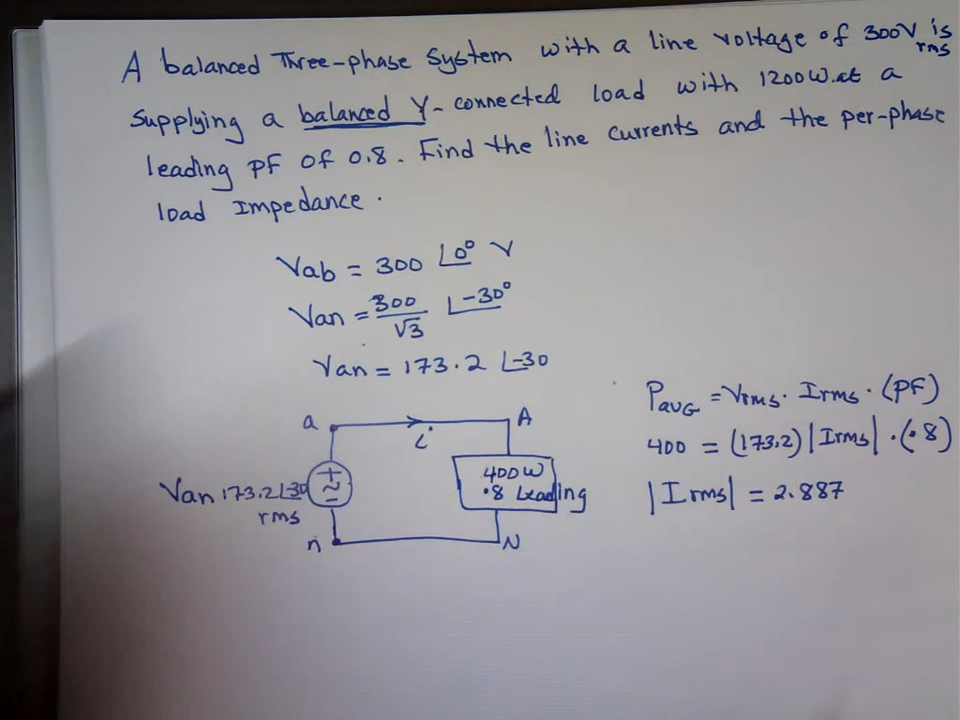 A balanced Three-phase System with a line voltage of 300V is
rms
Supplying a balanced Y-connected load with 1200W.at a
leading PF of 0.8. Find the line currents and the per-phase
load Impedance.
Vab = 300 ∠0° V
Van = 300/√3 ∠-30°
Van = 173.2 ∠-30
PAVG = Vrms. Irms. (PF)
400 = (173.2) |Irms| .(.8)
|Irms| = 2.887
a
A
i
Van 173.2∠-30
rms
+
~
-
400W
.8 Leading
n
N